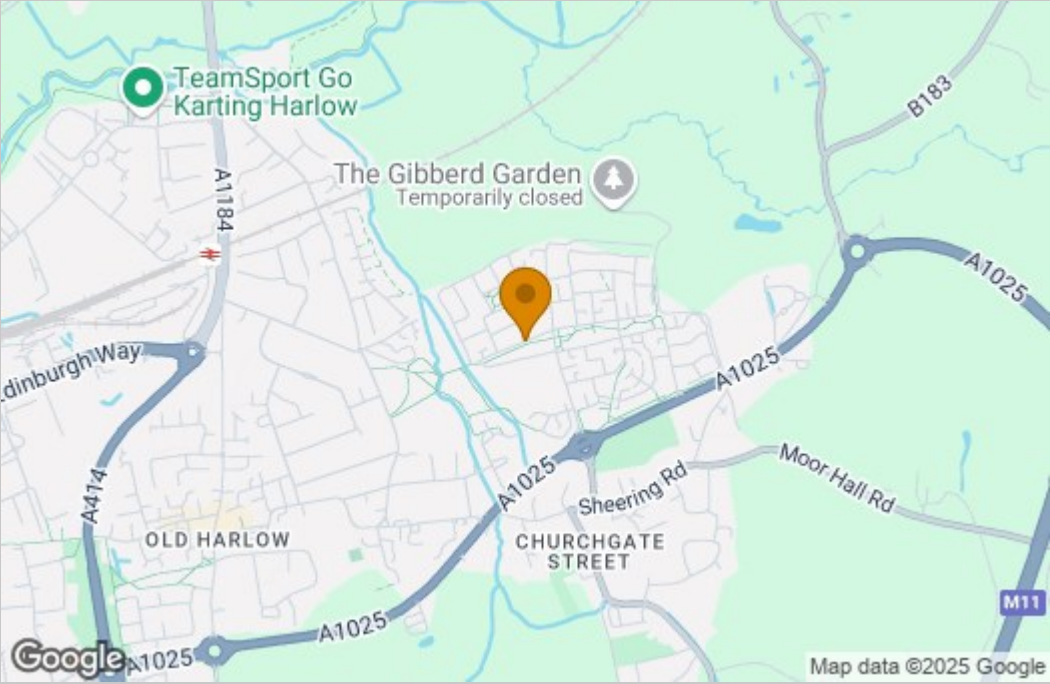 TeamSport Go
Karting Harlow
B183
The Gibberd Garden
Temporarily closed
A1184
A1025
dinburgh Way
A1025
A414
A1025
Sheering Rd
Moor Hall Rd
OLD HARLOW
CHURCHGATE
STREET
M11
A1025
A1025
Google
Map data ©2025 Google